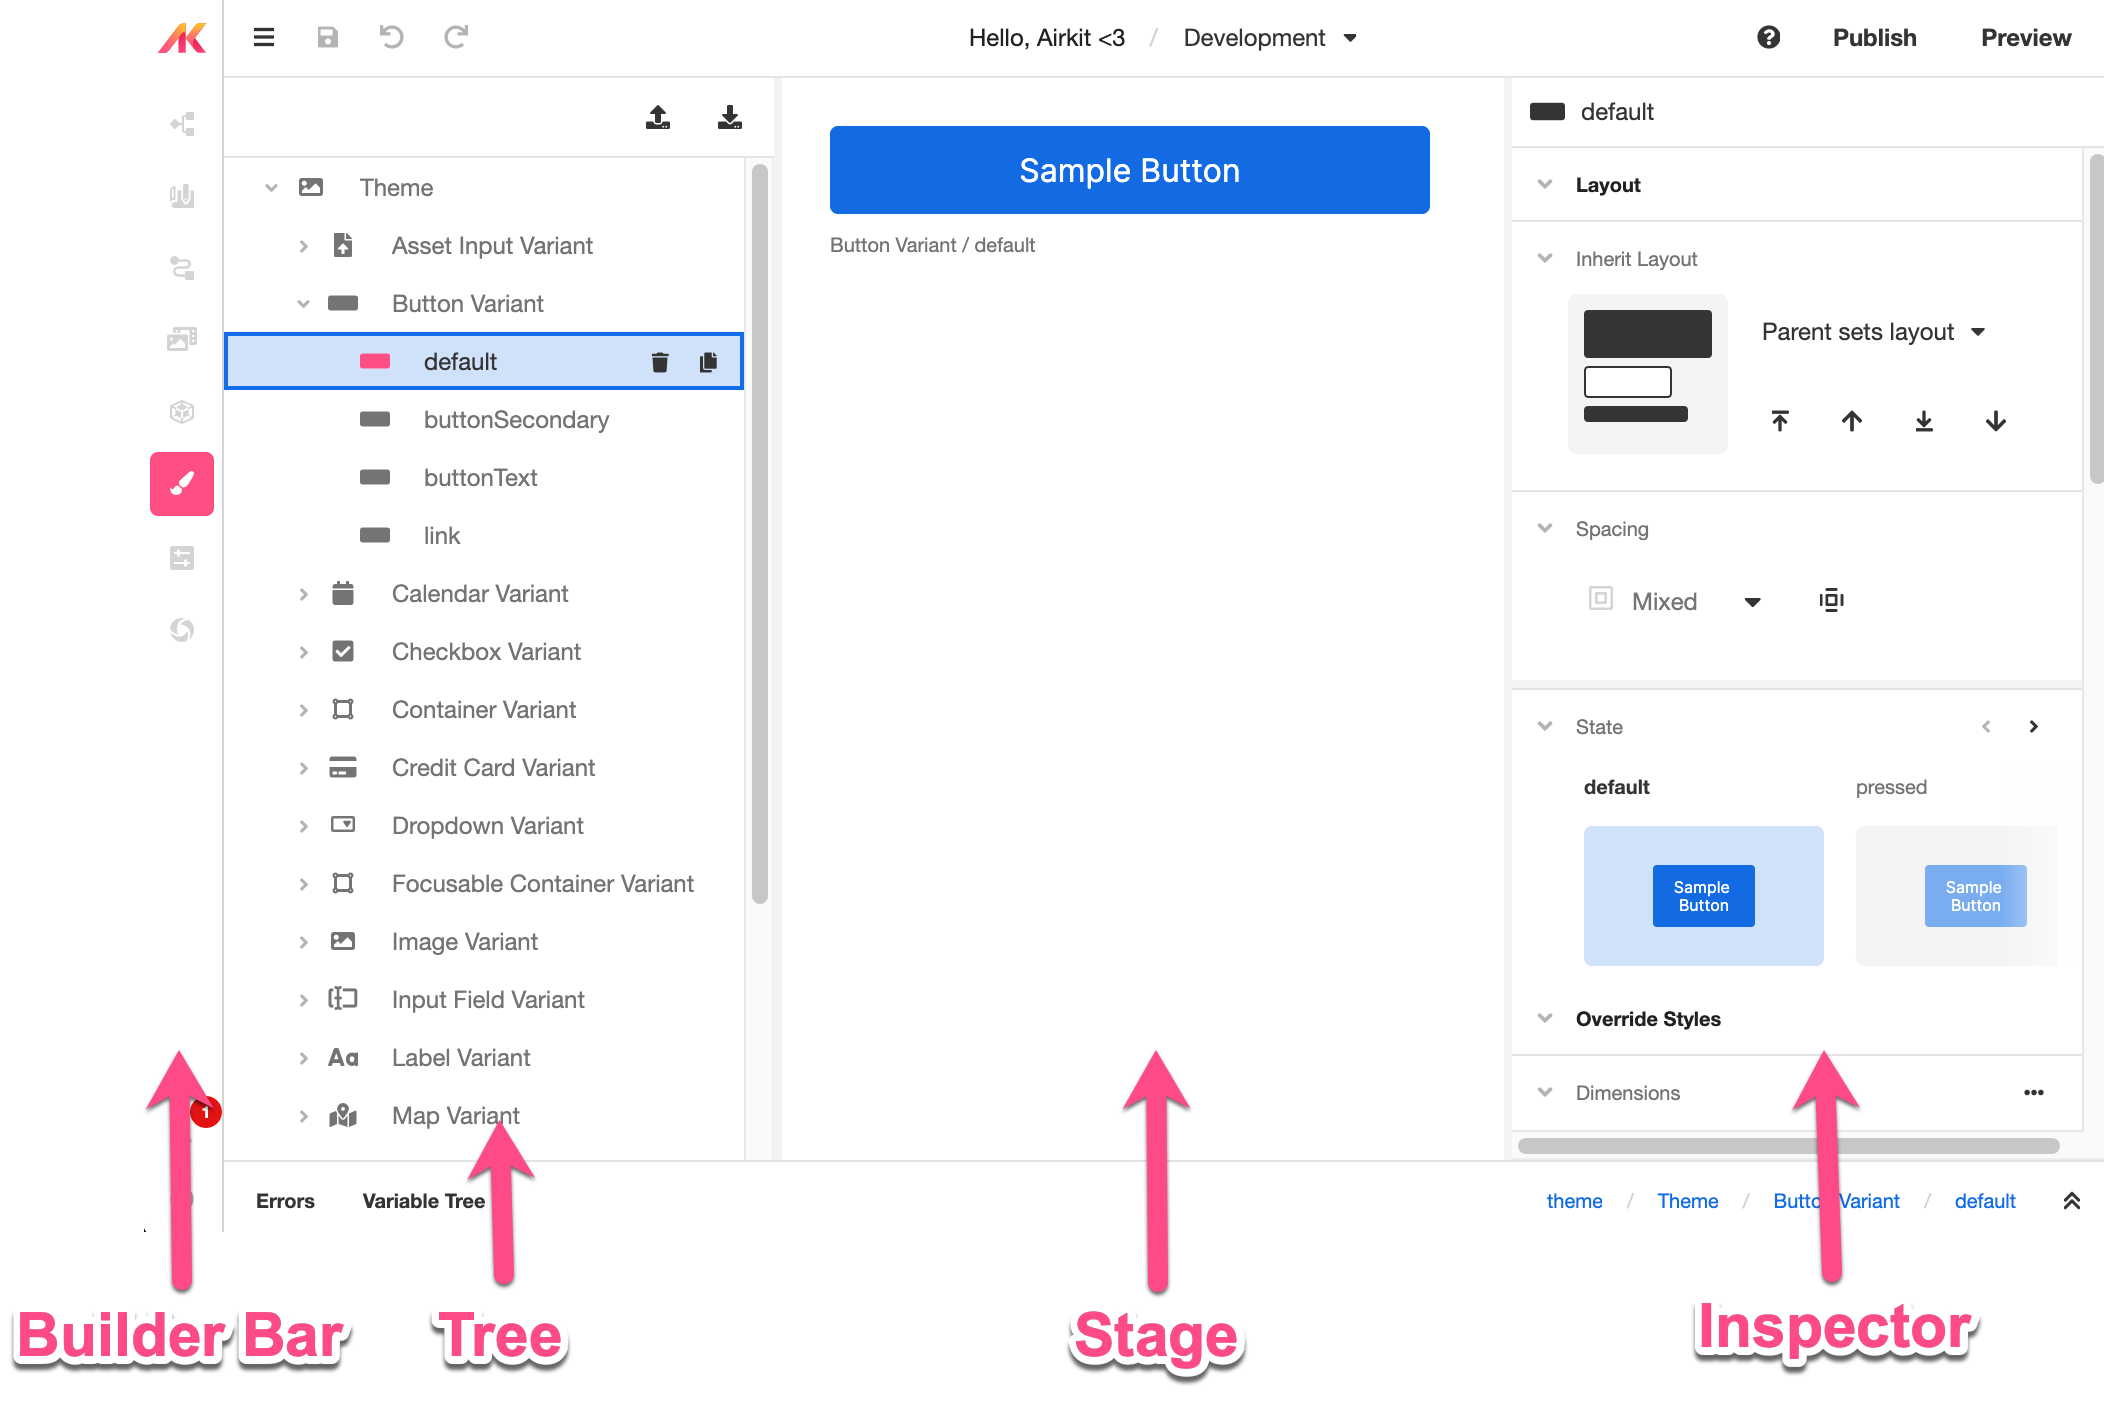 Hello, Airkit <3 / Development
Publish
Preview
Theme
Asset Input Variant
Button Variant
default
buttonSecondary
buttonText
link
Calendar Variant
Checkbox Variant
Container Variant
Credit Card Variant
Dropdown Variant
Focusable Container Variant
Image Variant
Input Field Variant
Aa Label Variant
Map Variant
1
Sample Button
Button Variant / default
default
Layout
Inherit Layout
Parent sets layout
Spacing
Mixed
State
default
pressed
Sample
Button
Sample
Button
Override Styles
Dimensions
Errors
Variable Tree
theme / Theme / Button Variant / default
Builder Bar
Tree
Stage
Inspector